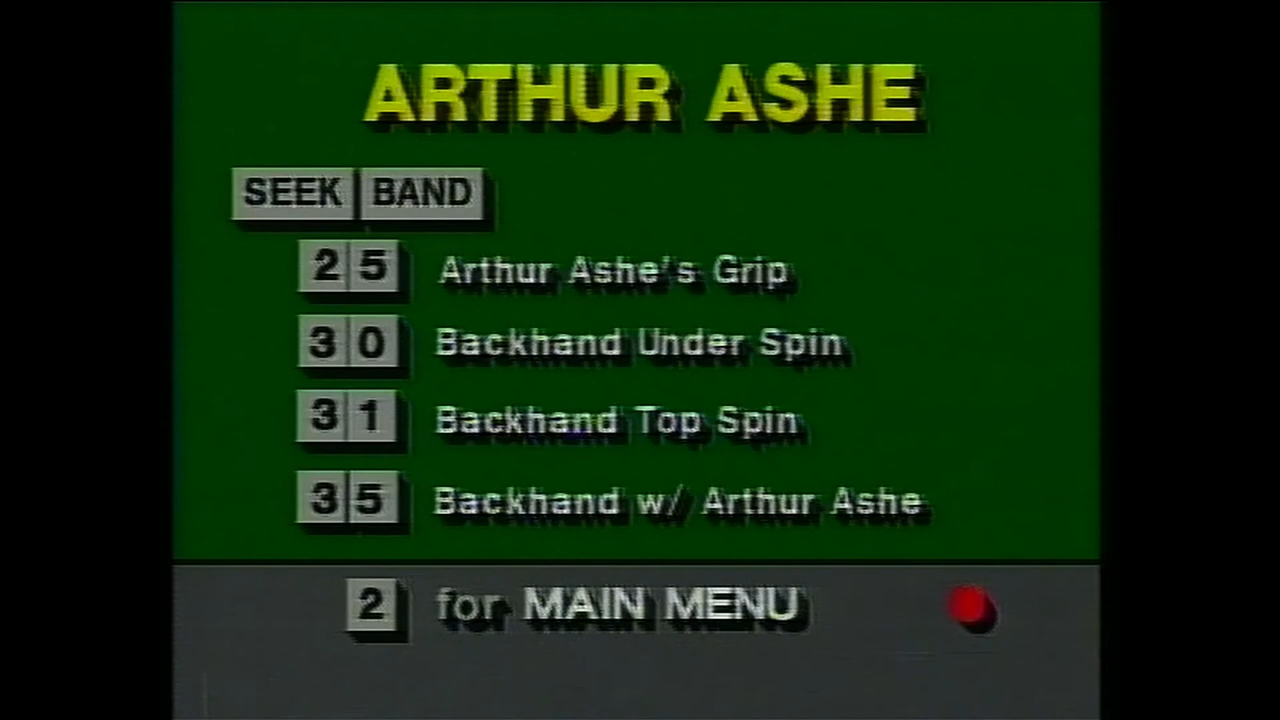 ARTHUR ASHE
SEEK BAND
25 Arthur Ashe's Grip
30 Backhand Under Spin
31 Backhand Top Spin
35 Backhand w/ Arthur Ashe
2 for MAIN MENU